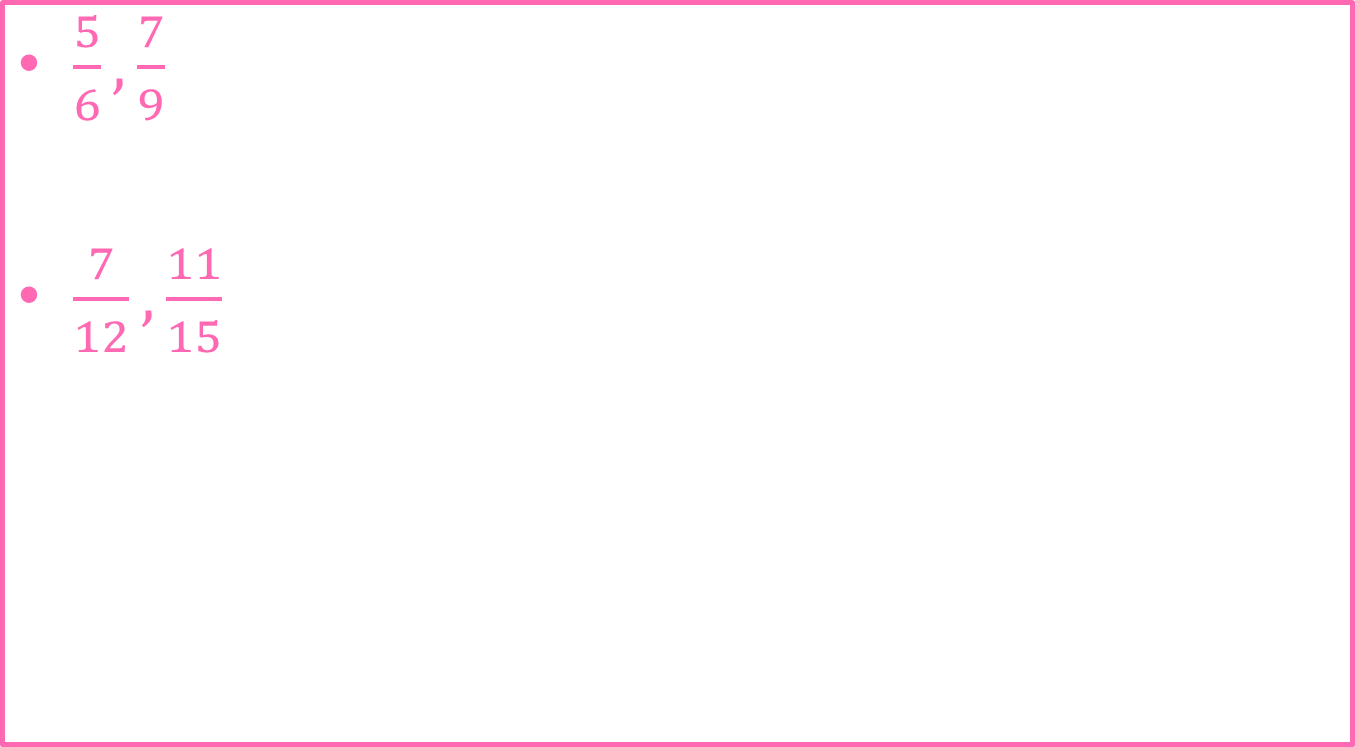 • 5/6, 7/9
• 7/12, 11/15